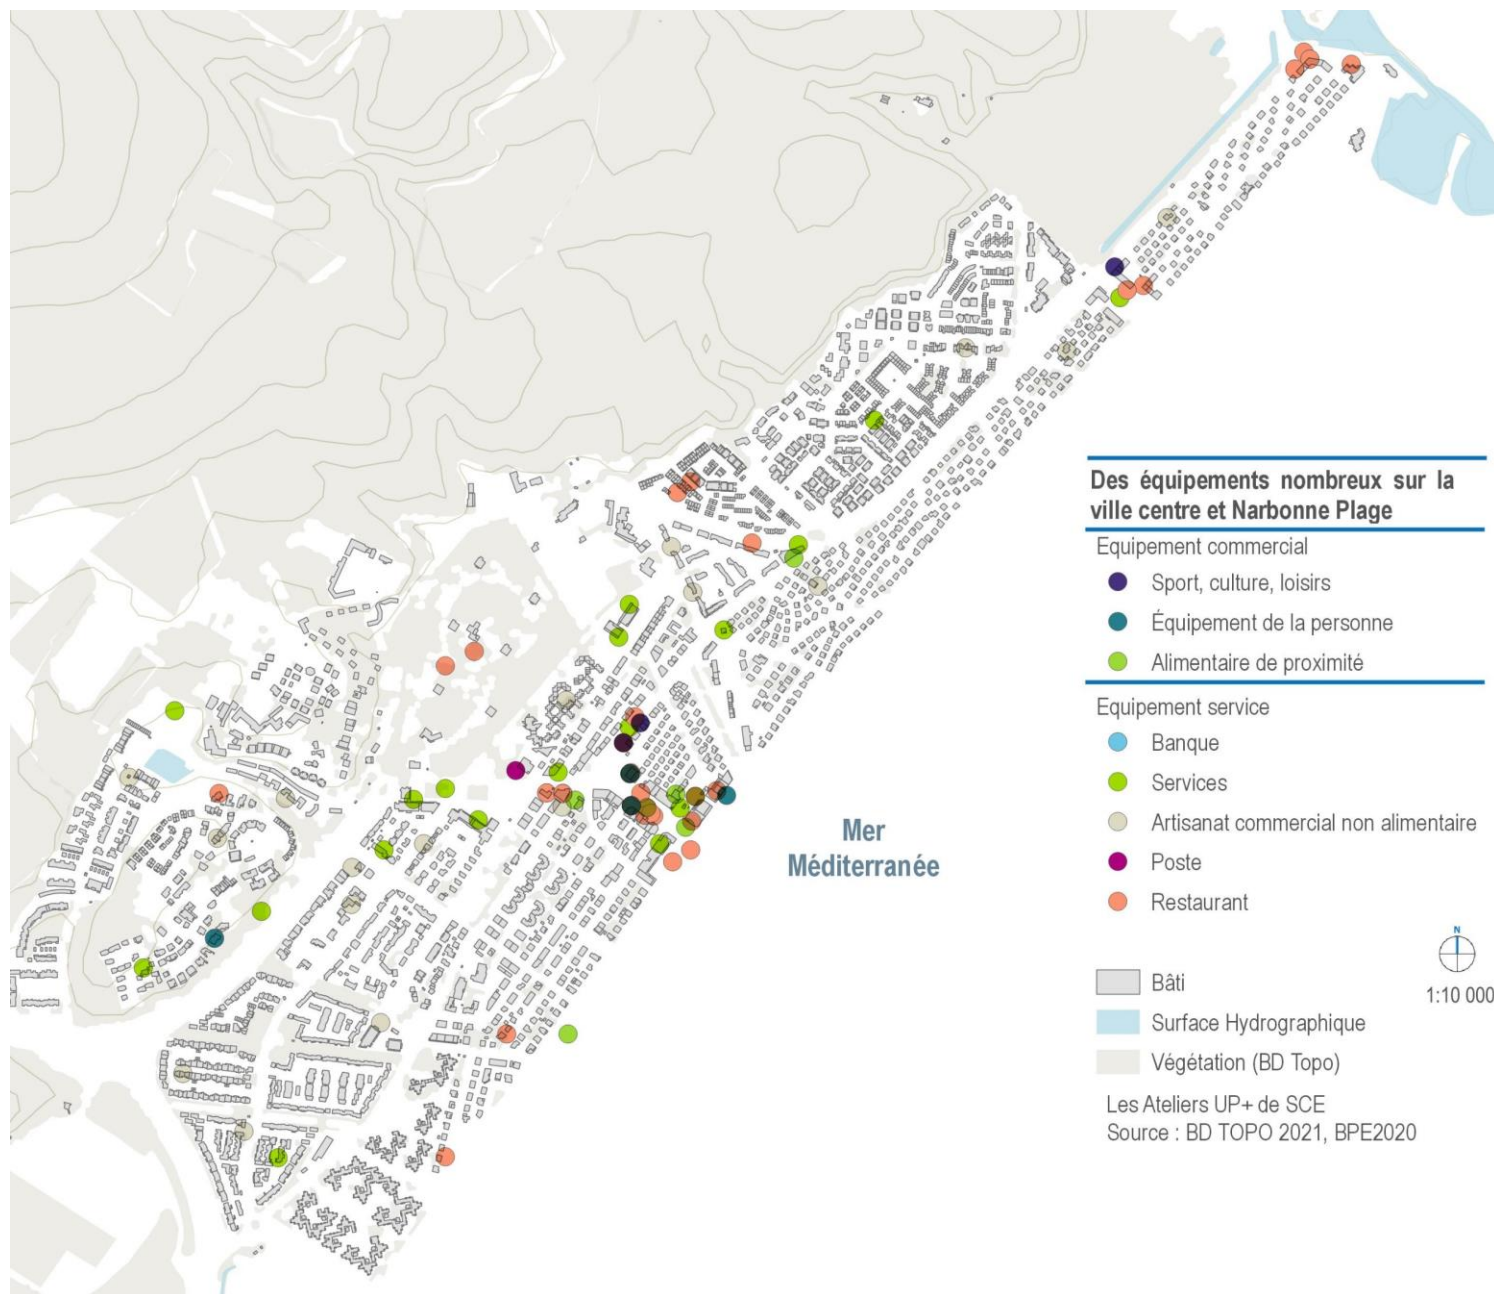 Des équipements nombreux sur la
ville centre et Narbonne Plage
Equipement commercial
Sport, culture, loisirs
Équipement de la personne
Alimentaire de proximité
Equipement service
Banque
Services
Mer
Méditerranée
Artisanat commercial non alimentaire
Poste
Restaurant
N
Bâti
1:10 000
Surface Hydrographique
Végétation (BD Topo)
Les Ateliers UP+ de SCE
Source : BD TOPO 2021, BPE2020